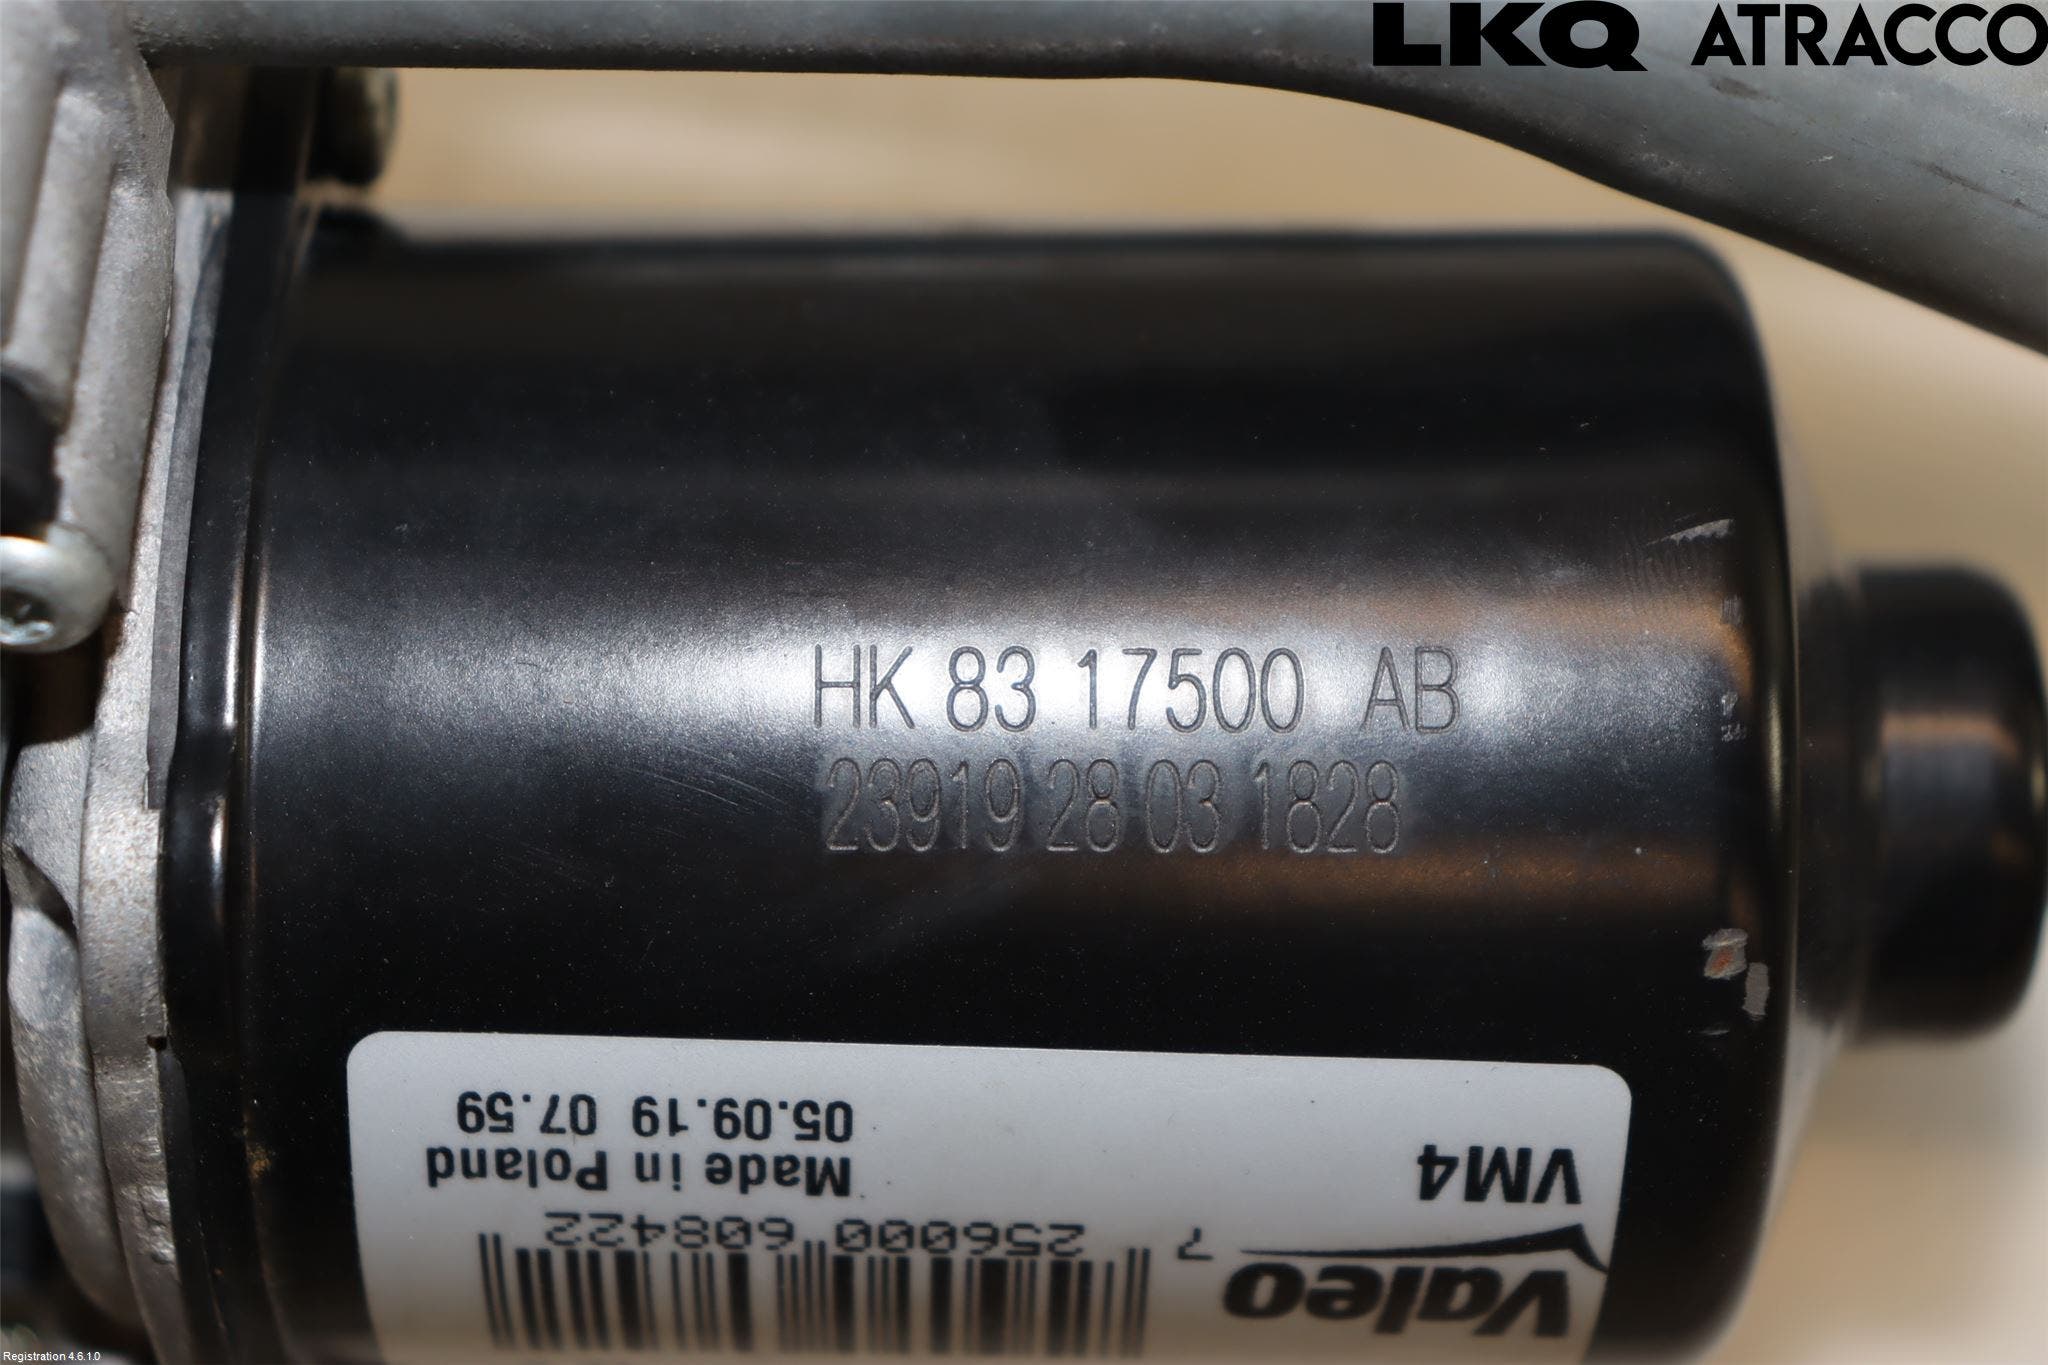 LKQ ATRACCO
HK 83 17500 AB
23919 28 03 1828
Valeo
VM4
7 256000 608422
Made in Poland
05.09.19 07.59
Registration 4.6.1.0